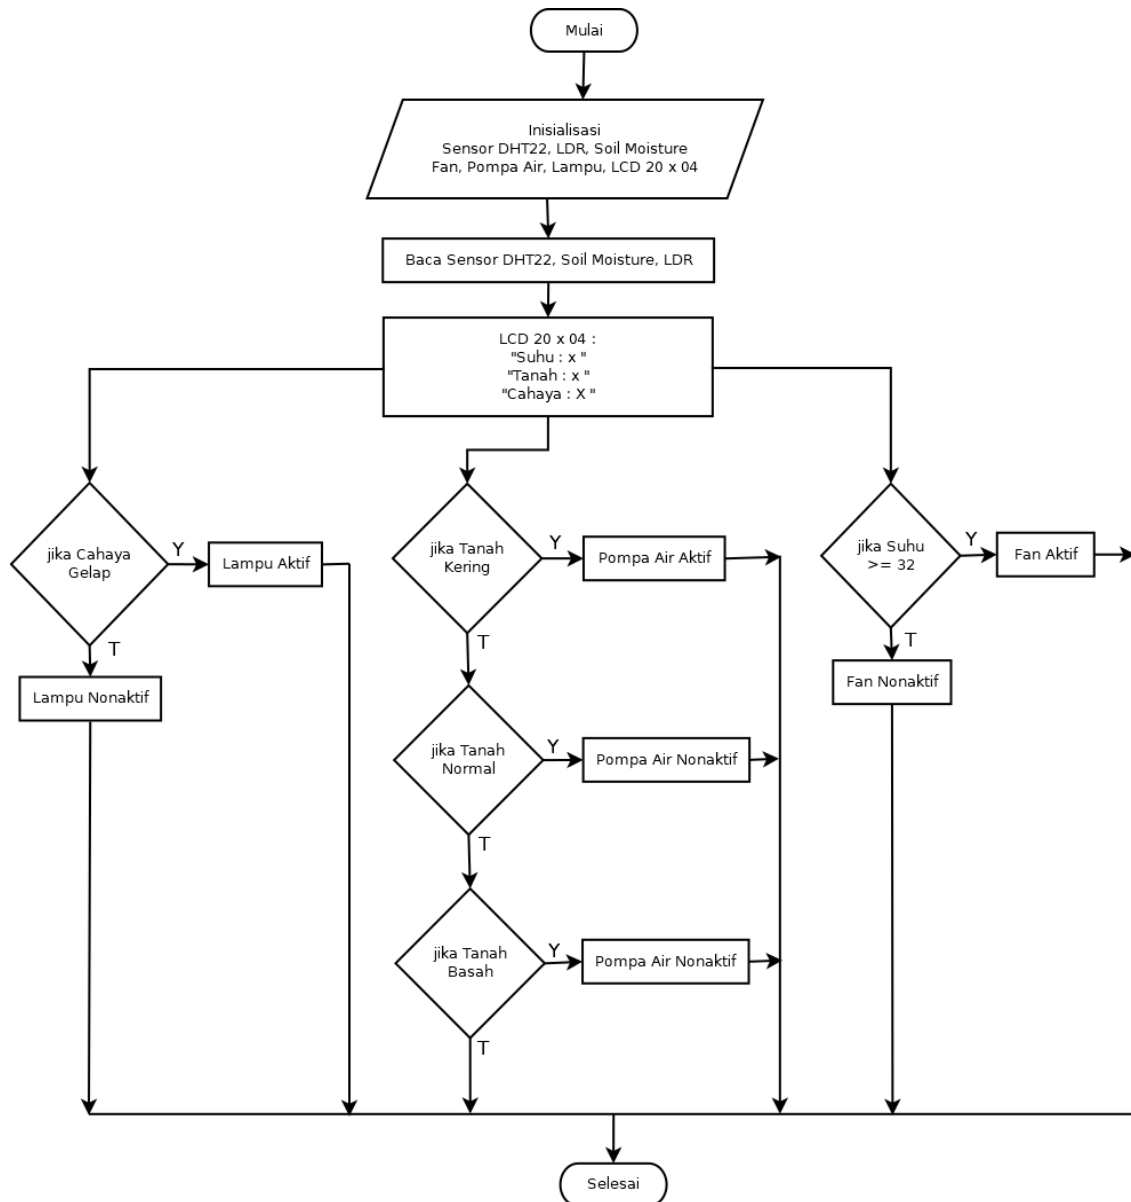 Mulai
Inisialisasi
Sensor DHT22, LDR, Soil Moisture
Fan, Pompa Air, Lampu, LCD 20 x 04
Baca Sensor DHT22, Soil Moisture, LDR
LCD 20 x 04 :
"Suhu : x "
"Tanah : x "
"Cahaya : X "
jika Cahaya
Gelap
Y
Lampu Aktif
T
Lampu Nonaktif
jika Tanah
Kering
Y
Pompa Air Aktif
T
jika Tanah
Normal
Y
Pompa Air Nonaktif
T
jika Tanah
Basah
Y
Pompa Air Nonaktif
T
jika Suhu
>= 32
Y
Fan Aktif
T
Fan Nonaktif
Selesai